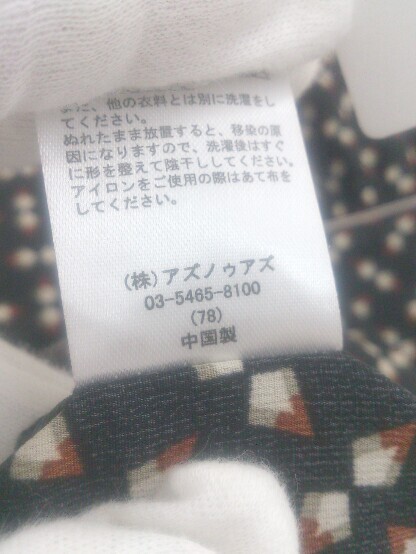 また、他の衣料とは別に洗濯をし
てください。
ぬれたまま放置すると、移染の原
因になりますので、洗濯後はすぐ
に形を整えて陰干ししてください。
アイロンをご使用の際はあて布を
してください。
(株)アズノゥアズ
03-5465-8100
(78)
中国製